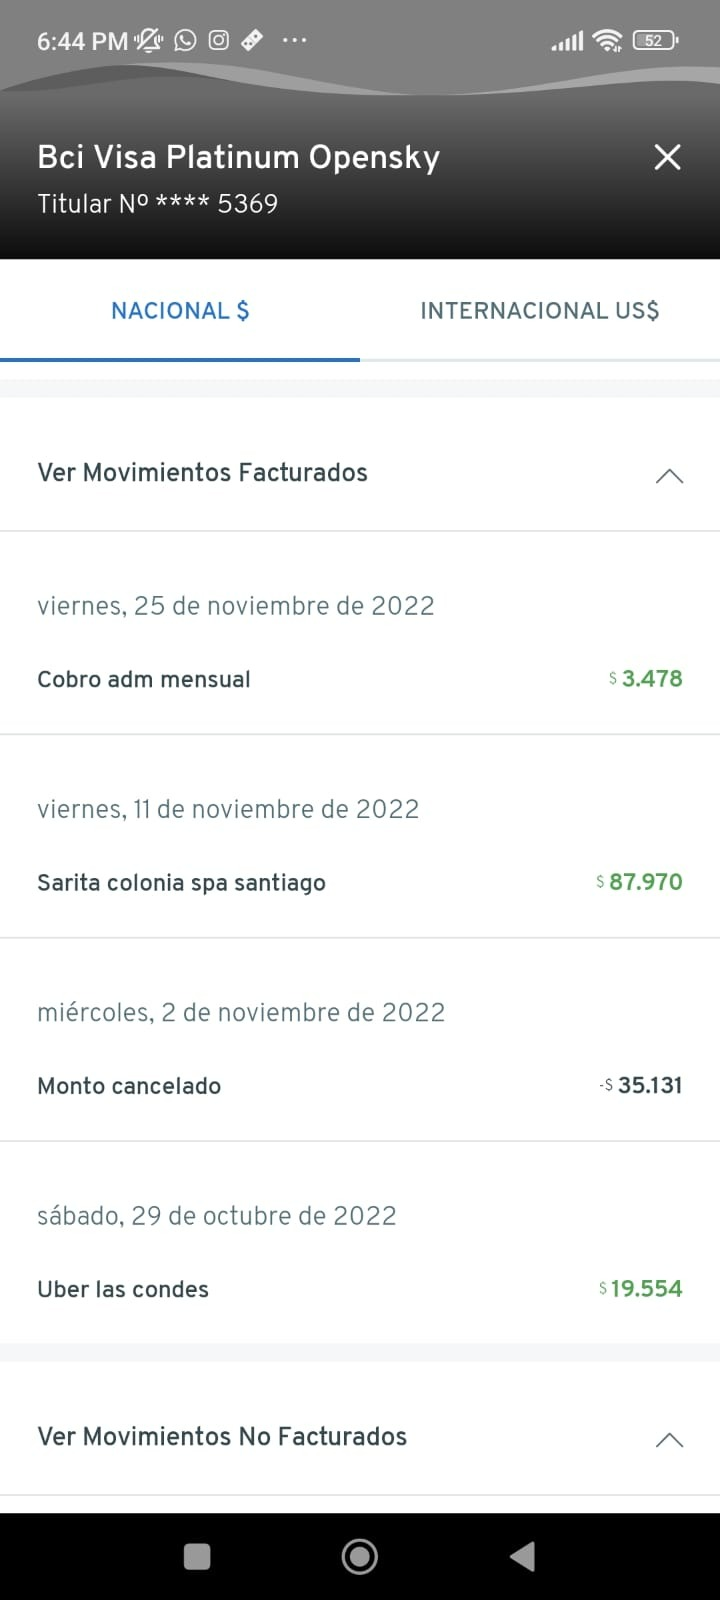 6:44 PM
52
Bci Visa Platinum Opensky
Titular Nº **** 5369
NACIONAL $
INTERNACIONAL US$
Ver Movimientos Facturados
viernes, 25 de noviembre de 2022
Cobro adm mensual
$ 3.478
viernes, 11 de noviembre de 2022
Sarita colonia spa santiago
$ 87.970
miércoles, 2 de noviembre de 2022
Monto cancelado
-$ 35.131
sábado, 29 de octubre de 2022
Uber las condes
$ 19.554
Ver Movimientos No Facturados